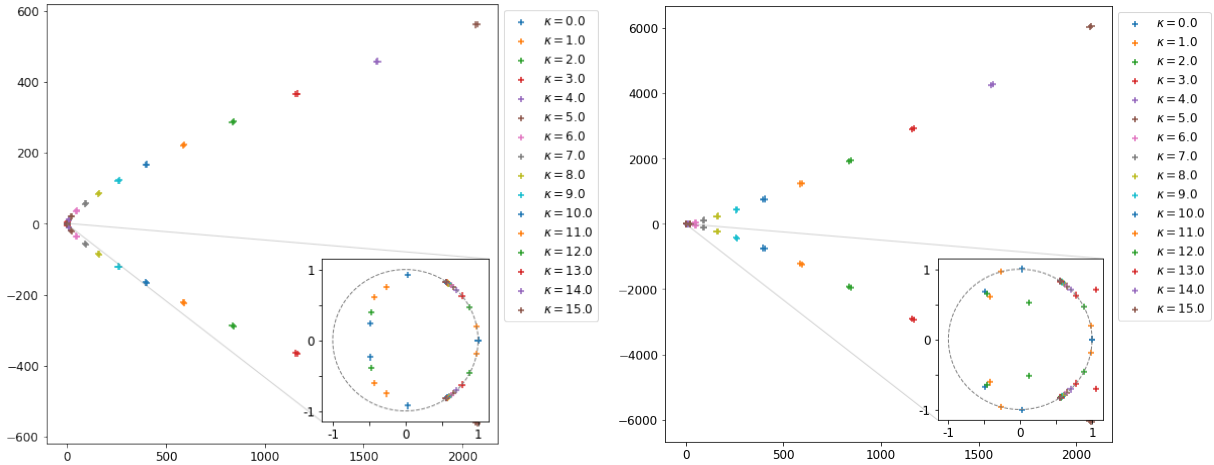 600
400
200
0
−200
−400
−600
0
500
1000
1500
2000
1
0
-1
-1
0
1
κ = 0.0
κ = 1.0
κ = 2.0
κ = 3.0
κ = 4.0
κ = 5.0
κ = 6.0
κ = 7.0
κ = 8.0
κ = 9.0
κ = 10.0
κ = 11.0
κ = 12.0
κ = 13.0
κ = 14.0
κ = 15.0
6000
4000
2000
0
−2000
−4000
−6000
0
500
1000
1500
2000
1
0
-1
-1
0
1
κ = 0.0
κ = 1.0
κ = 2.0
κ = 3.0
κ = 4.0
κ = 5.0
κ = 6.0
κ = 7.0
κ = 8.0
κ = 9.0
κ = 10.0
κ = 11.0
κ = 12.0
κ = 13.0
κ = 14.0
κ = 15.0